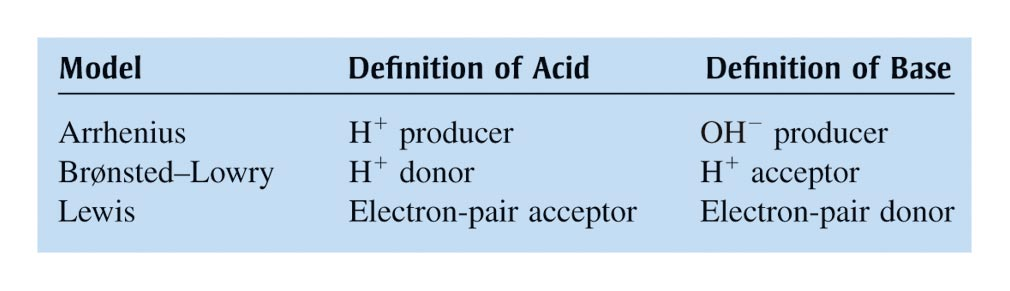 Model Definition of Acid Definition of Base
Arrhenius H⁺ producer OH⁻ producer
Brønsted–Lowry H⁺ donor H⁺ acceptor
Lewis Electron-pair acceptor Electron-pair donor